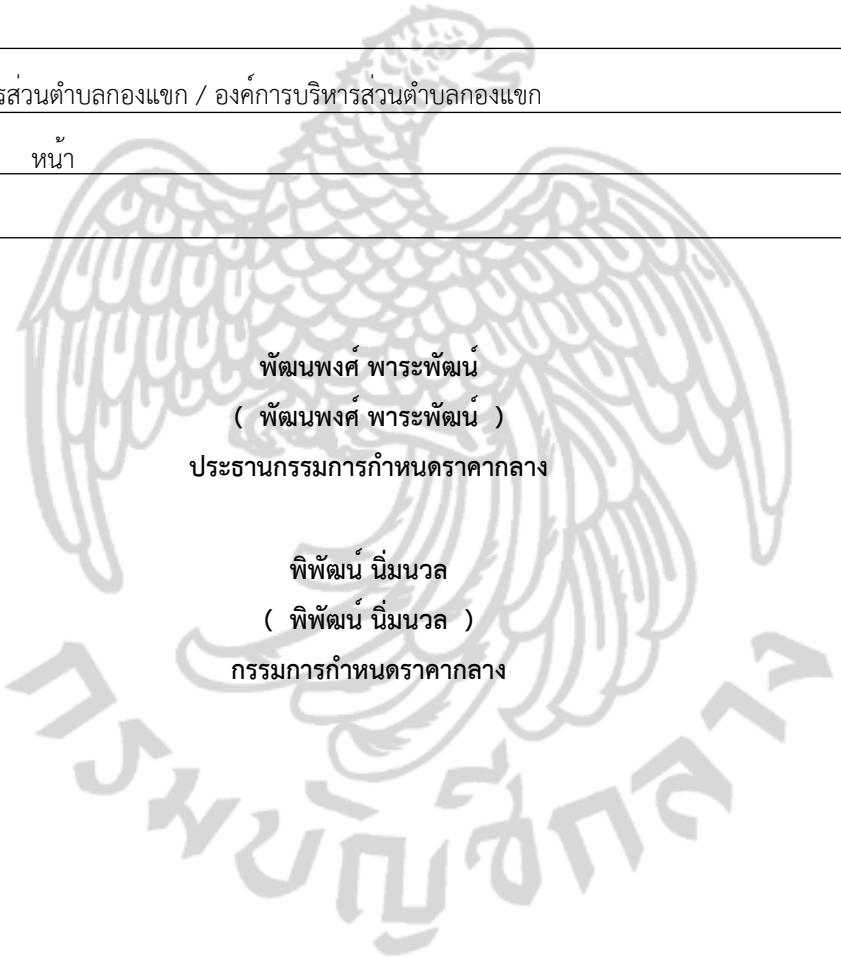 รส่วนตำบลกองแขก / องค์การบริหารส่วนตำบลกองแขก
หน้า
พัฒนพงศ์ พาระพัฒน์
( พัฒนพงศ์ พาระพัฒน์ )
ประธานกรรมการกำหนดราคากลาง
พิพัฒน์ นิ่มนวล
( พิพัฒน์ นิ่มนวล )
กรรมการกำหนดราคากลาง
กรมบัญชีกลาง